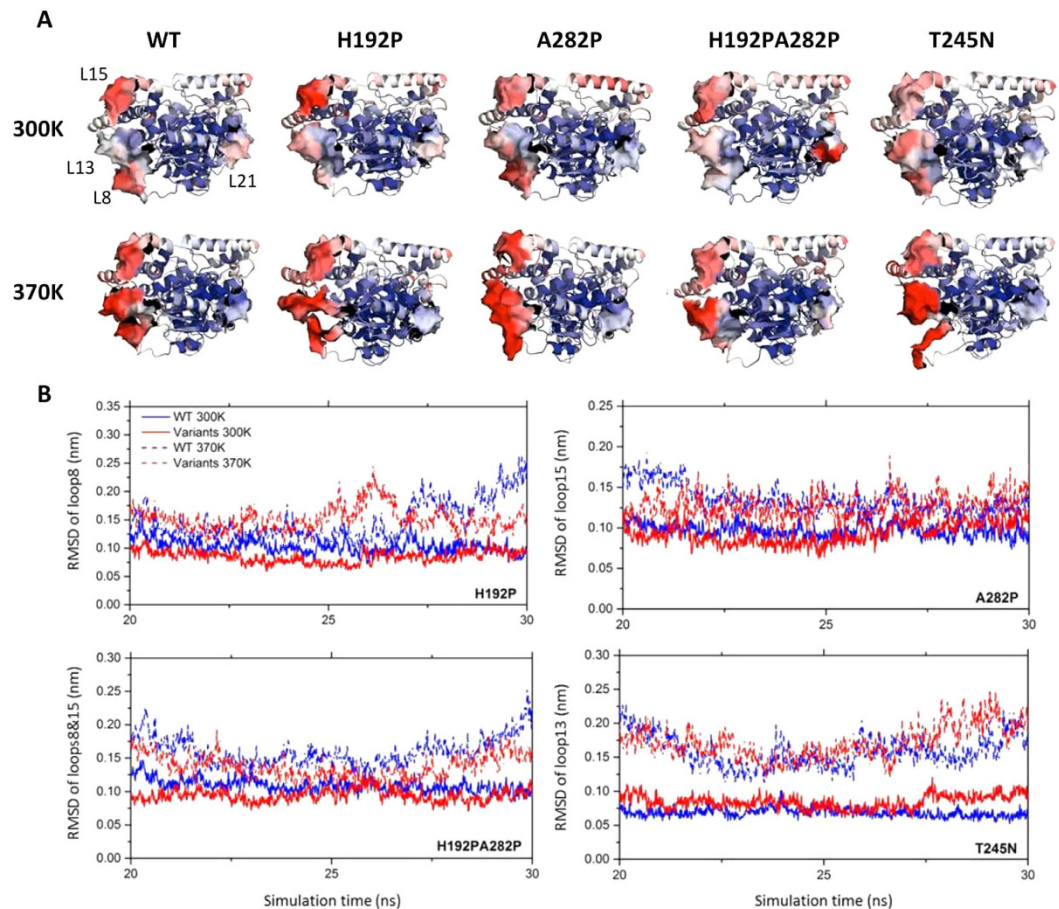 A
WT H192P A282P H192PA282P T245N
300K
L15
L13
L8
L21
370K
B
RMSD of loop8 (nm)
0.35
0.30
0.25
0.20
0.15
0.10
0.05
0.00
WT 300K
Variants 300K
WT 370K
Variants 370K
H192P
20 25 30
RMSD of loop15 (nm)
0.25
0.20
0.15
0.10
0.05
0.00
A282P
20 25 30
RMSD of loops8&15 (nm)
0.30
0.25
0.20
0.15
0.10
0.05
0.00
H192PA282P
20 25 30
Simulation time (ns)
RMSD of loop13 (nm)
0.30
0.25
0.20
0.15
0.10
0.05
0.00
T245N
20 25 30
Simulation time (ns)